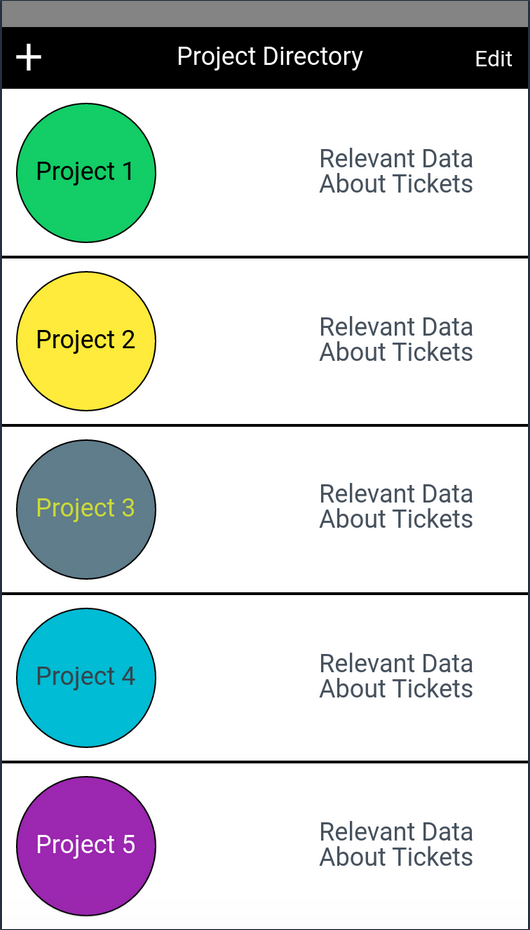 + Project Directory Edit
Project 1
Relevant Data
About Tickets
Project 2
Relevant Data
About Tickets
Project 3
Relevant Data
About Tickets
Project 4
Relevant Data
About Tickets
Project 5
Relevant Data
About Tickets